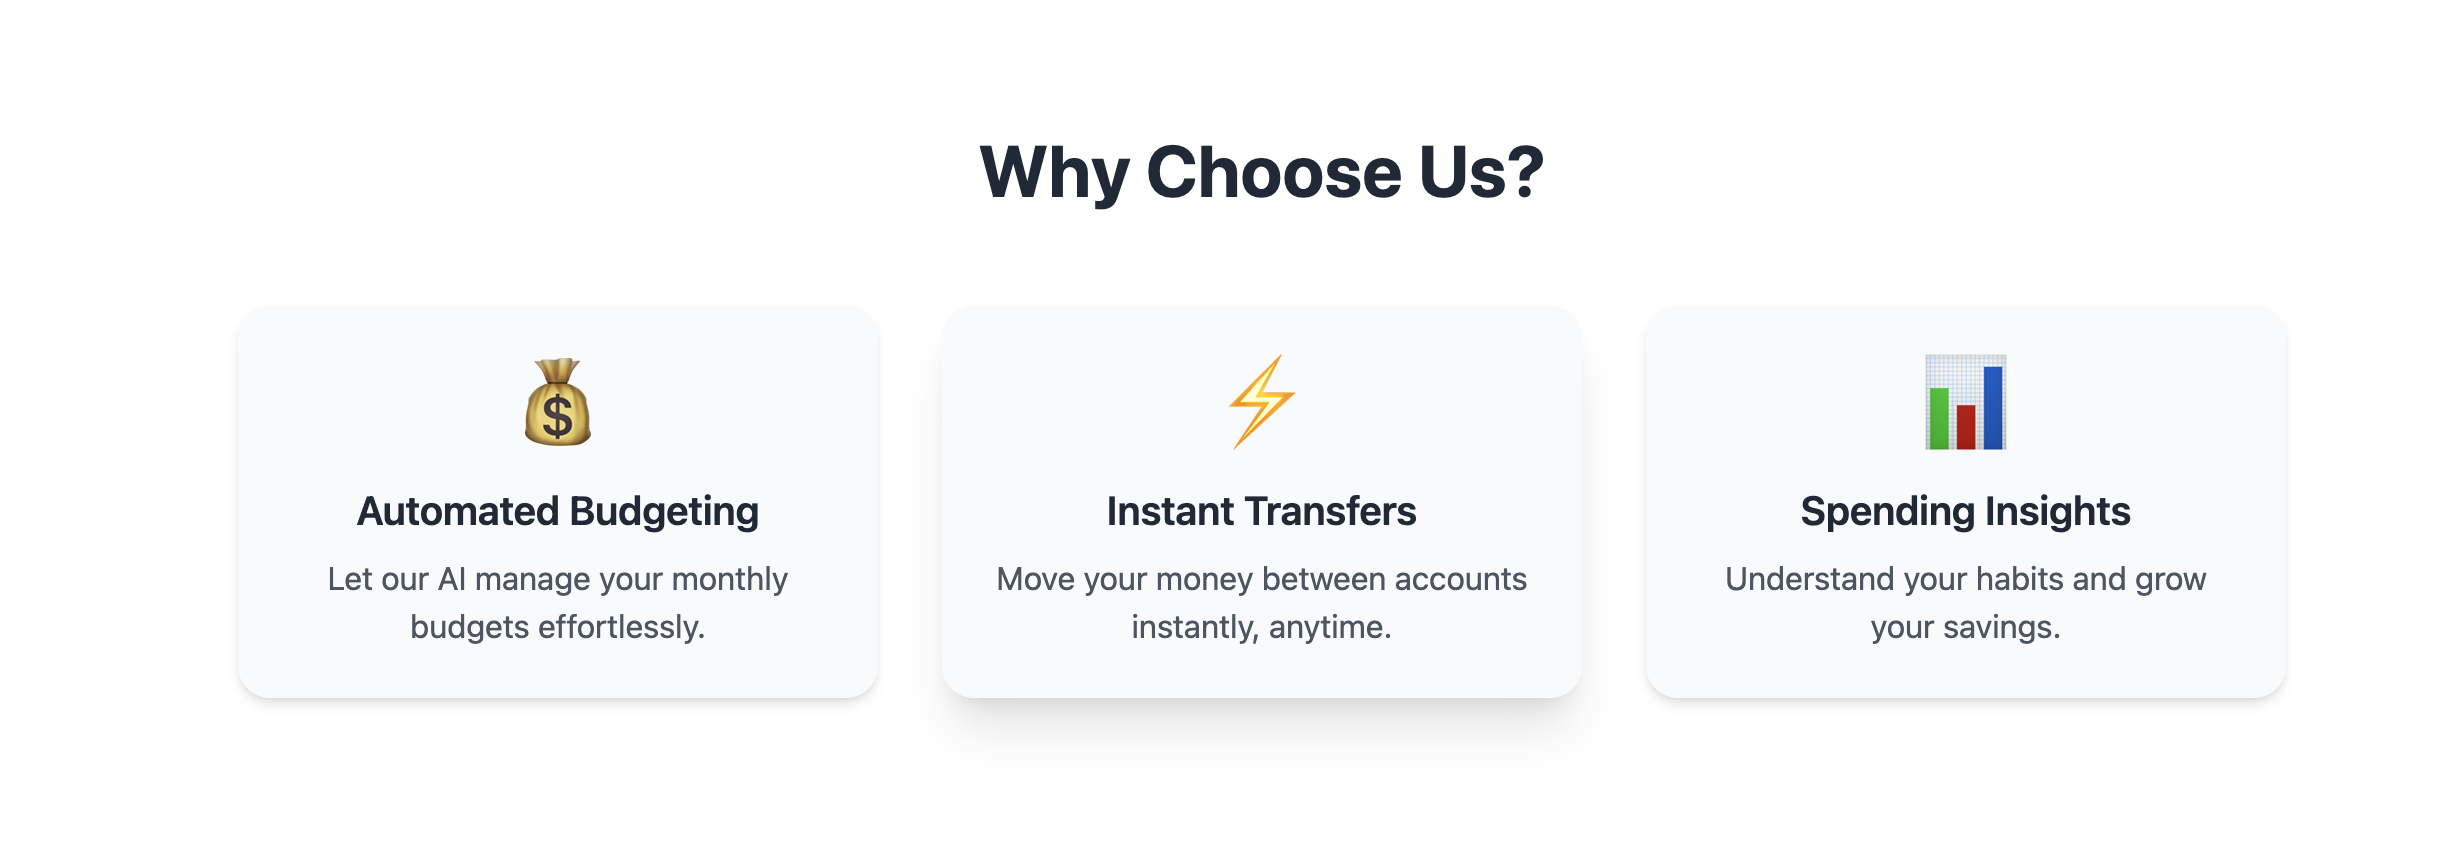 Why Choose Us?
$
Automated Budgeting
Let our AI manage your monthly
budgets effortlessly.
Instant Transfers
Move your money between accounts
instantly, anytime.
Spending Insights
Understand your habits and grow
your savings.